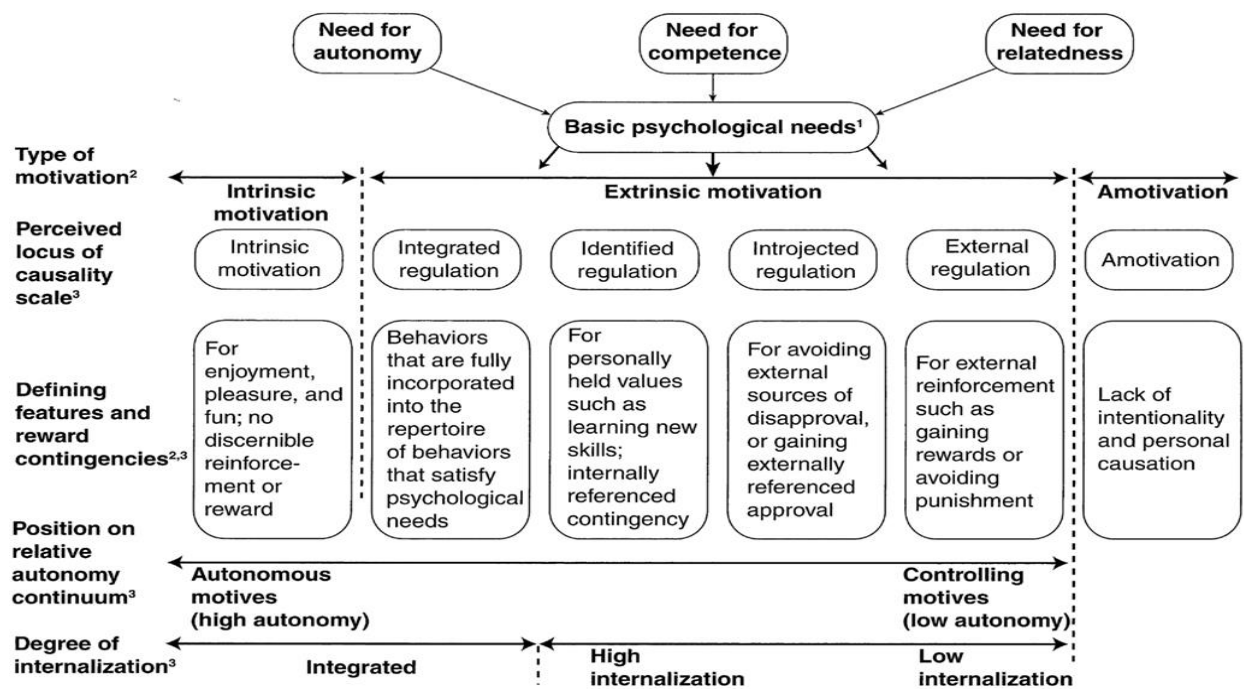 Need for
autonomy
Need for
competence
Need for
relatedness
Basic psychological needs¹
Type of
motivation²
Intrinsic
motivation
Extrinsic motivation
Amotivation
Perceived
locus of
causality
scale³
Intrinsic
motivation
Integrated
regulation
Identified
regulation
Introjected
regulation
External
regulation
Amotivation
Defining
features and
reward
contingencies²,³
For
enjoyment,
pleasure, and
fun; no
discernible
reinforce-
ment or
reward
Behaviors
that are fully
incorporated
into the
repertoire
of behaviors
that satisfy
psychological
needs
For
personally
held values
such as
learning new
skills;
internally
referenced
contingency
For avoiding
external
sources of
disapproval,
or gaining
externally
referenced
approval
For external
reinforcement
such as
gaining
rewards or
avoiding
punishment
Lack of
intentionality
and personal
causation
Position on
relative
autonomy
continuum³
Autonomous
motives
(high autonomy)
Controlling
motives
(low autonomy)
Degree of
internalization³
Integrated
High
internalization
Low
internalization